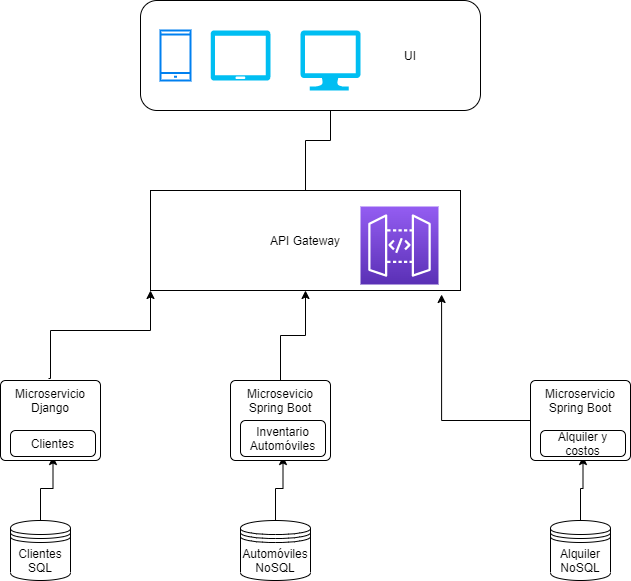 UI
API Gateway
</>
Microservicio
Django
Clientes
Microsevicio
Spring Boot
Inventario
Automóviles
Microservicio
Spring Boot
Alquiler y
costos
Clientes
SQL
Automóviles
NoSQL
Alquiler
NoSQL